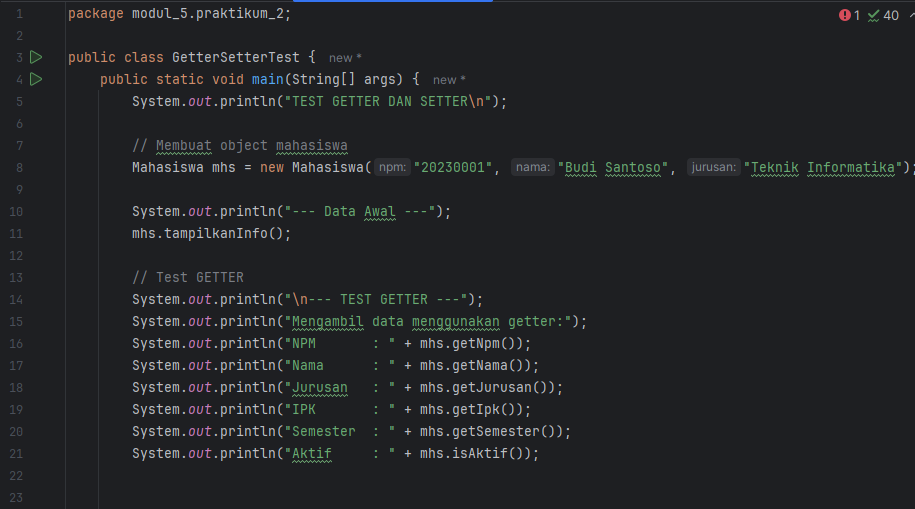 1 package modul_5.praktikum_2; 1 40
2
3 public class GetterSetterTest { new *
4 public static void main(String[] args) { new *
5 System.out.println("TEST GETTER DAN SETTER\n");
6
7 // Membuat object mahasiswa
8 Mahasiswa mhs = new Mahasiswa( npm: "20230001", nama: "Budi Santoso", jurusan: "Teknik Informatika");
9
10 System.out.println("--- Data Awal ---");
11 mhs.tampilkanInfo();
12
13 // Test GETTER
14 System.out.println("\n--- TEST GETTER ---");
15 System.out.println("Mengambil data menggunakan getter:");
16 System.out.println("NPM       : " + mhs.getNpm());
17 System.out.println("Nama      : " + mhs.getNama());
18 System.out.println("Jurusan   : " + mhs.getJurusan());
19 System.out.println("IPK       : " + mhs.getIpk());
20 System.out.println("Semester  : " + mhs.getSemester());
21 System.out.println("Aktif     : " + mhs.isAktif());
22
23